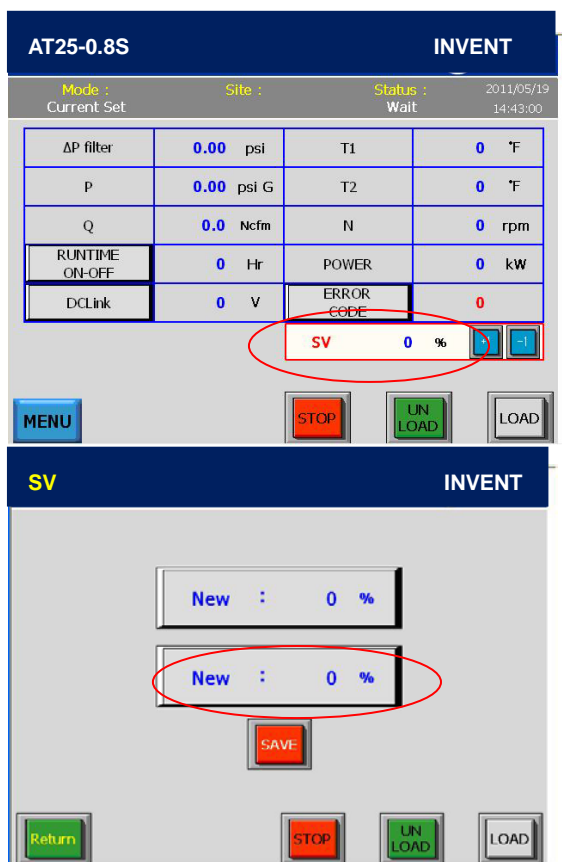 AT25-0.8S INVENT
Mode : Site : Status : 2011/05/19
Current Set Wait 14:43:00
ΔP filter 0.00 psi T1 0 °F
P 0.00 psi G T2 0 °F
Q 0.0 Ncfm N 0 rpm
RUNTIME
ON-OFF 0 Hr POWER 0 kW
DCLink 0 V ERROR
CODE 0
SV 0 % +1 -1
MENU STOP UN
LOAD LOAD
SV INVENT
New : 0 %
New : 0 %
SAVE
Return STOP UN
LOAD LOAD